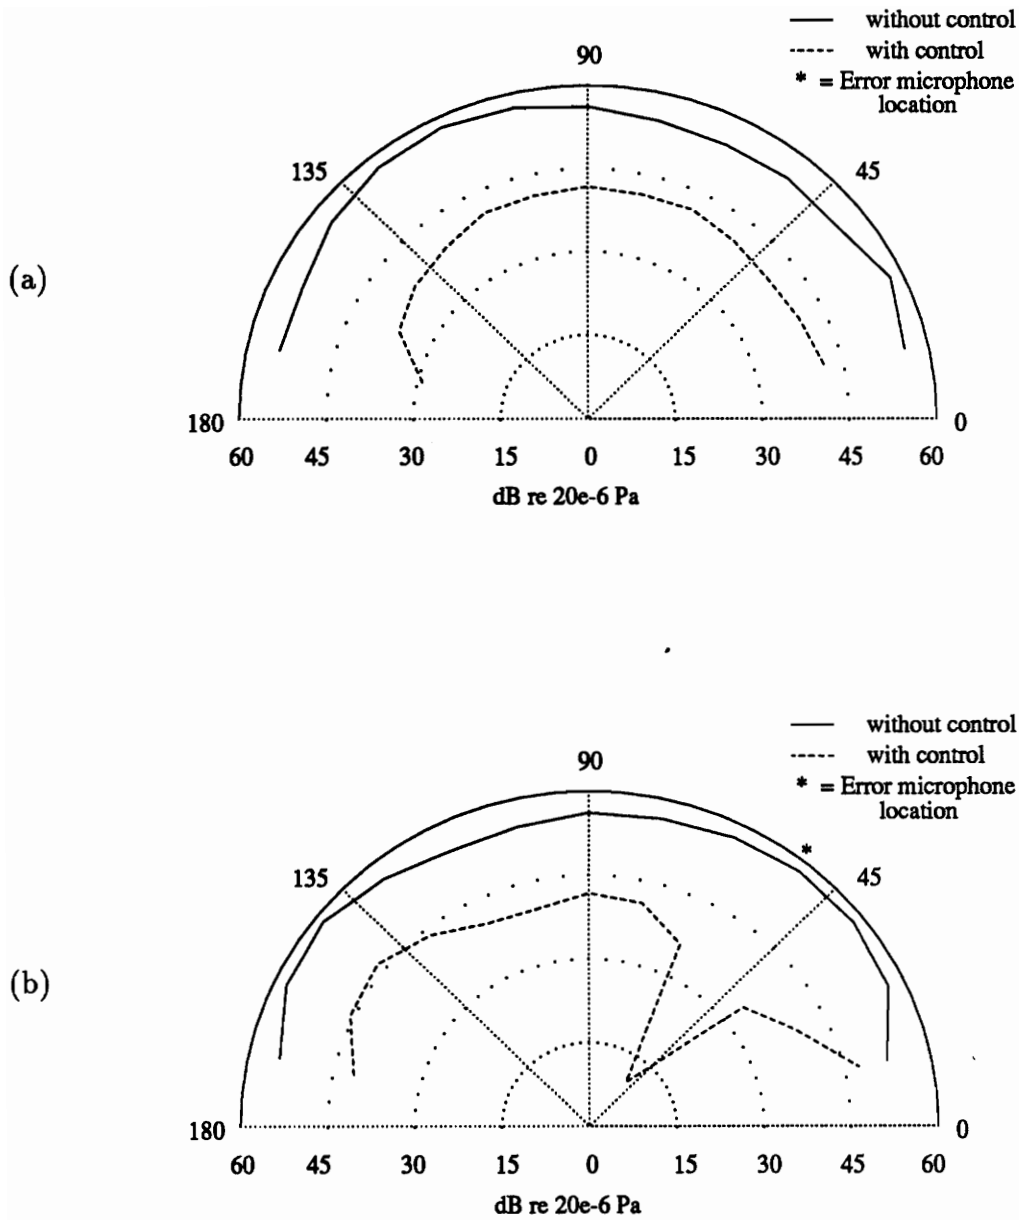 without control
with control
* = Error microphone
location
90
135
45
(a)
180
0
60 45 30 15 0 15 30 45 60
dB re 20e-6 Pa
without control
with control
* = Error microphone
location
90
*
135
45
(b)
180
0
60 45 30 15 0 15 30 45 60
dB re 20e-6 Pa